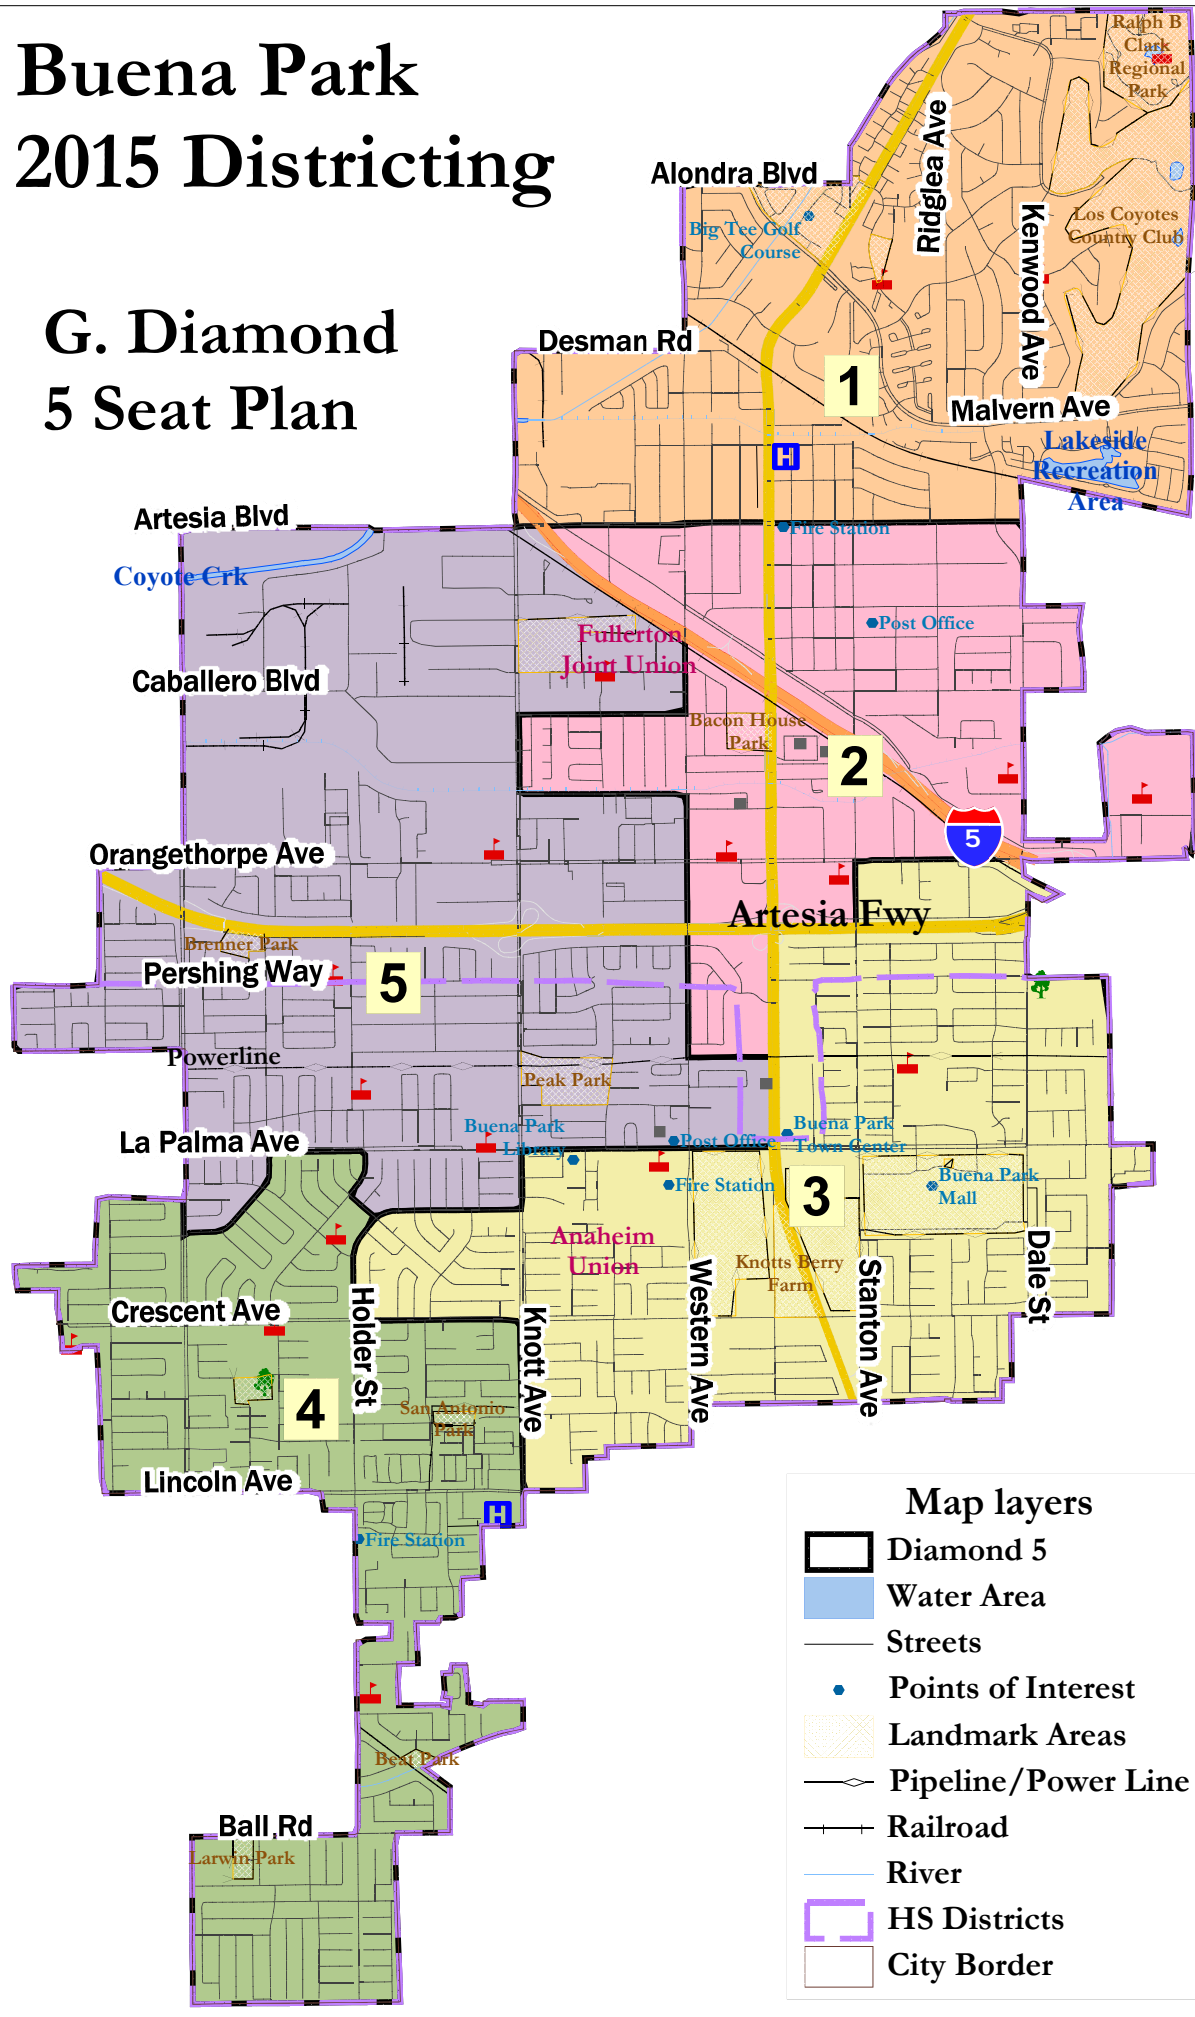 Buena Park
2015 Districting
G. Diamond
5 Seat Plan
Ralph B
Clark
Regional
Park
Ridglea Ave
Alondra Blvd
Big Tee Golf
Course
Kenwood Ave
Los Coyotes
Country Club
Desman Rd
1
Malvern Ave
Lakeside
Recreation
Area
H
Artesia Blvd
Fire Station
Coyote Crk
Post Office
Fullerton
Joint Union
Caballero Blvd
Bacon House
Park
2
5
Orangethorpe Ave
Artesia Fwy
Brenner Park
Pershing Way
5
Powerline
Peak Park
Buena Park
Library
Post Office
Buena Park
Town Center
La Palma Ave
Fire Station
3
Buena Park
Mall
Anaheim
Union
Knotts Berry
Farm
Western Ave
Stanton Ave
Dale St
Crescent Ave
Holder St
Knott Ave
4
San Antonio
Park
Lincoln Ave
H
Fire Station
Beat Park
Ball Rd
Larwin Park
Map layers
Diamond 5
Water Area
Streets
Points of Interest
Landmark Areas
Pipeline/Power Line
Railroad
River
HS Districts
City Border